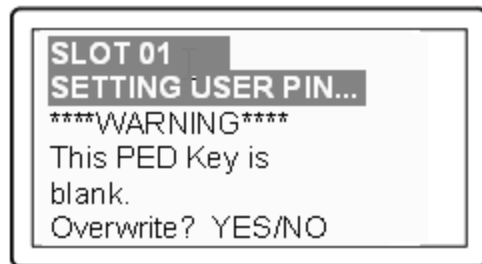 SLOT 01
SETTING USER PIN...
****WARNING****
This PED Key is
blank.
Overwrite? YES/NO